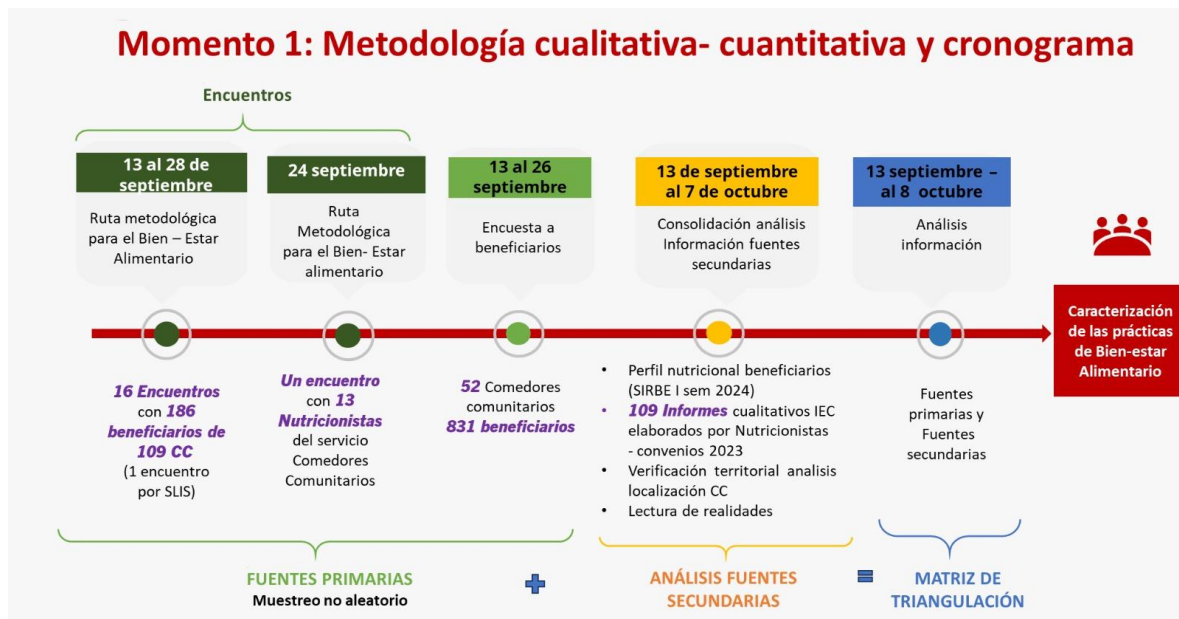 Momento 1: Metodología cualitativa- cuantitativa y cronograma
Encuentros
13 al 28 de
septiembre
Ruta metodológica
para el Bien – Estar
Alimentario
24 septiembre
Ruta
Metodológica
para el Bien- Estar
alimentario
13 al 26
septiembre
Encuesta a
beneficiarios
13 de septiembre
al 7 de octubre
Consolidación análisis
Información fuentes
secundarias
13 septiembre –
al 8 octubre
Análisis
información
Caracterización
de las prácticas
de Bien-estar
Alimentario
16 Encuentros
con 186
beneficiarios de
109 CC
(1 encuentro
por SLIS)
Un encuentro
con 13
Nutricionistas
del servicio
Comedores
Comunitarios
52 Comedores
comunitarios
831 beneficiarios
• Perfil nutricional beneficiarios
(SIRBE I sem 2024)
• 109 Informes cualitativos IEC
elaborados por Nutricionistas
- convenios 2023
• Verificación territorial analisis
localización CC
• Lectura de realidades
Fuentes
primarias y
Fuentes
secundarias
FUENTES PRIMARIAS
Muestreo no aleatorio
+
ANÁLISIS FUENTES
SECUNDARIAS
=
MATRIZ DE
TRIANGULACIÓN